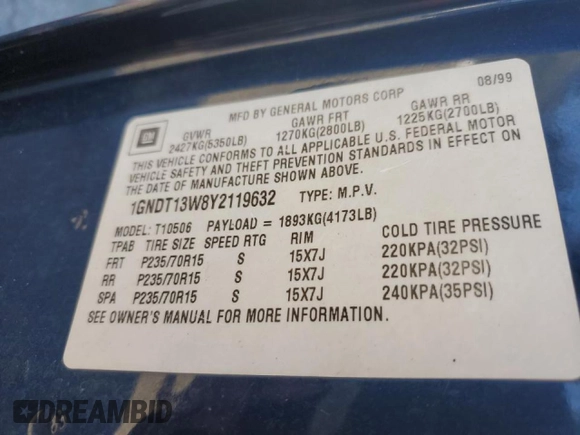 08/99
MFD BY GENERAL MOTORS CORP
GM
GVWR GAWR FRT GAWR RR
2427KG(5350LB) 1270KG(2800LB) 1225KG(2700LB)
THIS VEHICLE CONFORMS TO ALL APPLICABLE U.S. FEDERAL MOTOR
VEHICLE SAFETY AND THEFT PREVENTION STANDARDS IN EFFECT ON
THE DATE OF MANUFACTURE SHOWN ABOVE.
1GNDT13W8Y2119632 TYPE: M.P.V.
MODEL: T10506 PAYLOAD = 1893KG(4173LB)
TPAB TIRE SIZE SPEED RTG RIM COLD TIRE PRESSURE
FRT P235/70R15 S 15X7J 220KPA(32PSI)
RR P235/70R15 S 15X7J 220KPA(32PSI)
SPA P235/70R15 S 15X7J 240KPA(35PSI)
SEE OWNER'S MANUAL FOR MORE INFORMATION.
DREAMBID